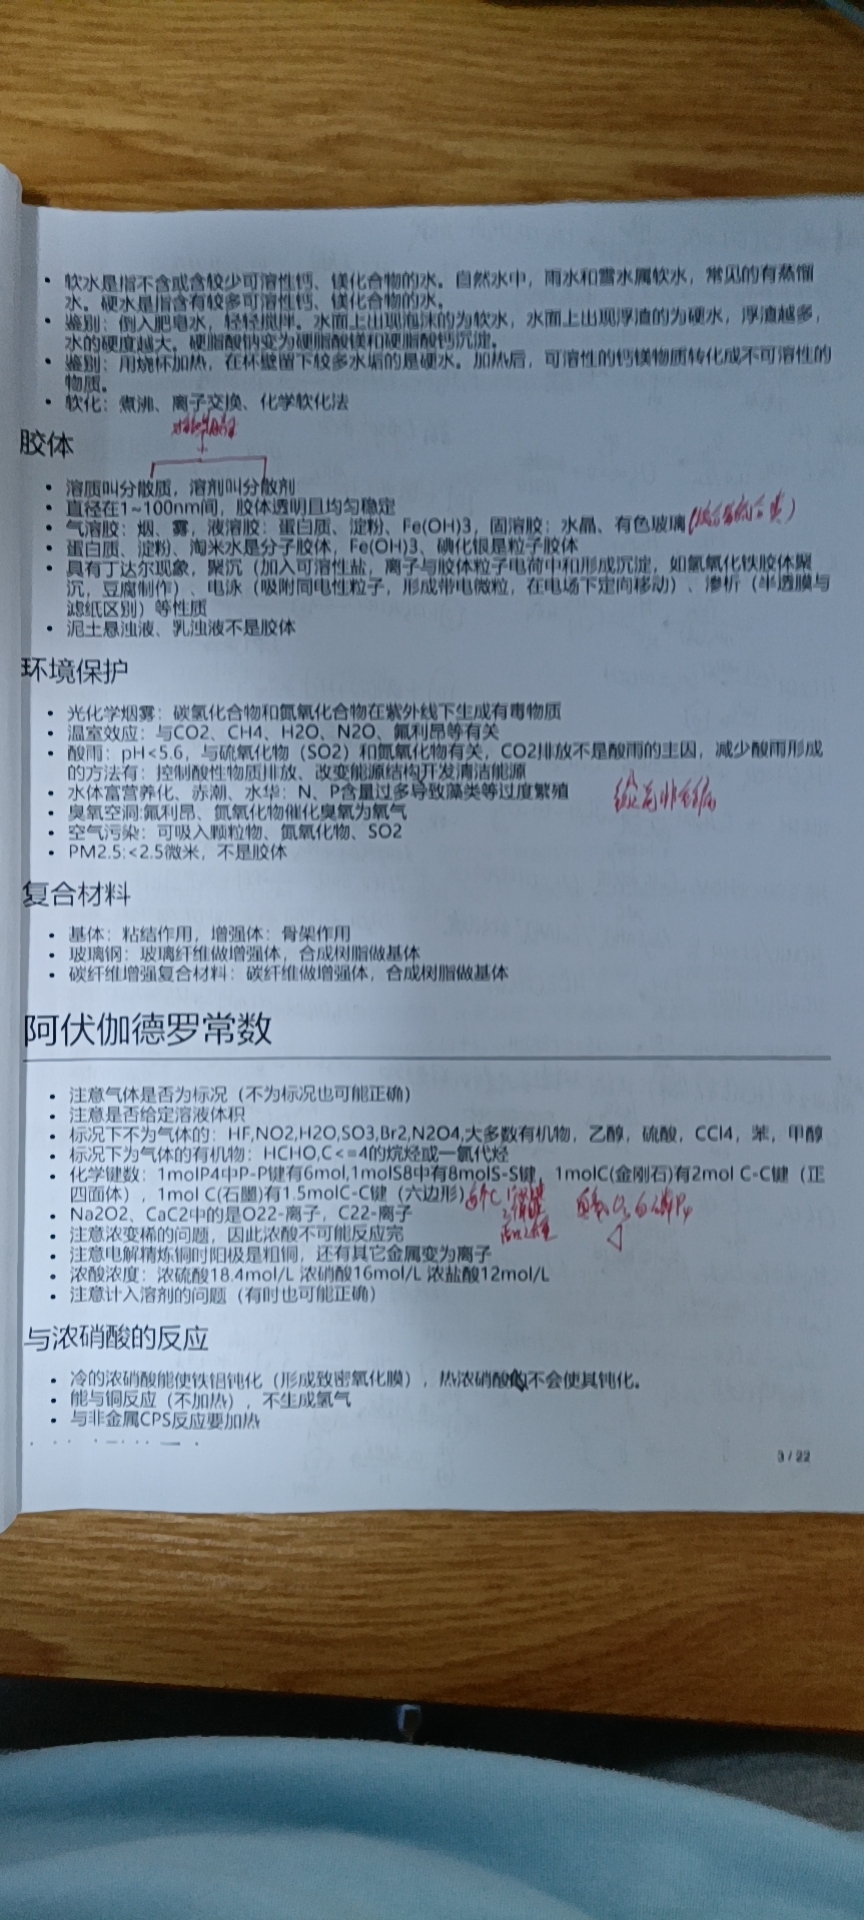 • 软水是指不含或含较少可溶性钙、镁化合物的水。自然水中，雨水和雪水属软水，常见的有蒸馏
水。硬水是指含有较多可溶性钙、镁化合物的水。
• 鉴别：倒入肥皂水，轻轻搅拌。水面上出现泡沫的为软水，水面上出现浮渣的为硬水，浮渣越多，
水的硬度越大。硬脂酸钠变为硬脂酸镁和硬脂酸钙沉淀。
• 鉴别：用烧杯加热，在杯壁留下较多水垢的是硬水。加热后，可溶性的钙镁物质转化成不可溶性的
物质。
• 软化：煮沸、离子交换、化学软化法
胶体
• 溶质叫分散质，溶剂叫分散剂
• 直径在1~100nm间，胶体透明且均匀稳定
• 气溶胶：烟、雾，液溶胶：蛋白质、淀粉、Fe(OH)3，固溶胶：水晶、有色玻璃
• 蛋白质、淀粉、淘米水是分子胶体，Fe(OH)3、碘化银是粒子胶体
• 具有丁达尔现象，聚沉（加入可溶性盐，离子与胶体粒子电荷中和形成沉淀，如氢氧化铁胶体聚
沉，豆腐制作）、电泳（吸附同电性粒子，形成带电微粒，在电场下定向移动）、渗析（半透膜与
滤纸区别）等性质
• 泥土悬浊液、乳浊液不是胶体
环境保护
• 光化学烟雾：碳氢化合物和氮氧化合物在紫外线下生成有毒物质
• 温室效应：与CO2、CH4、H2O、N2O、氟利昂等有关
• 酸雨：pH<5.6，与硫氧化物（SO2）和氮氧化物有关，CO2排放不是酸雨的主因，减少酸雨形成
的方法有：控制酸性物质排放、改变能源结构开发清洁能源
• 水体富营养化、赤潮、水华：N、P含量过多导致藻类等过度繁殖
• 臭氧空洞:氟利昂、氮氧化物催化臭氧为氧气
• 空气污染：可吸入颗粒物、氮氧化物、SO2
• PM2.5:<2.5微米，不是胶体
复合材料
• 基体：粘结作用，增强体：骨架作用
• 玻璃钢：玻璃纤维做增强体，合成树脂做基体
• 碳纤维增强复合材料：碳纤维做增强体，合成树脂做基体
阿伏伽德罗常数
• 注意气体是否为标况（不为标况也可能正确）
• 注意是否给定溶液体积
• 标况下不为气体的：HF,NO2,H2O,SO3,Br2,N2O4,大多数有机物，乙醇，硫酸，CCl4，苯，甲醇
• 标况下为气体的有机物：HCHO,C<=4的烷烃或一氯代烃
• 化学键数：1molP4中P-P键有6mol,1molS8中有8molS-S键，1molC(金刚石)有2mol C-C键（正
四面体），1mol C(石墨)有1.5molC-C键（六边形）
• Na2O2、CaC2中的是O22-离子，C22-离子
• 注意浓变稀的问题，因此浓酸不可能反应完
• 注意电解精炼铜时阳极是粗铜，还有其它金属变为离子
• 浓酸浓度：浓硫酸18.4mol/L 浓硝酸16mol/L 浓盐酸12mol/L
• 注意计入溶剂的问题（有时也可能正确）
与浓硝酸的反应
• 冷的浓硝酸能使铁铝钝化（形成致密氧化膜），热浓硝酸不会使其钝化。
• 能与铜反应（不加热），不生成氢气
• 与非金属CPS反应要加热
3 / 22